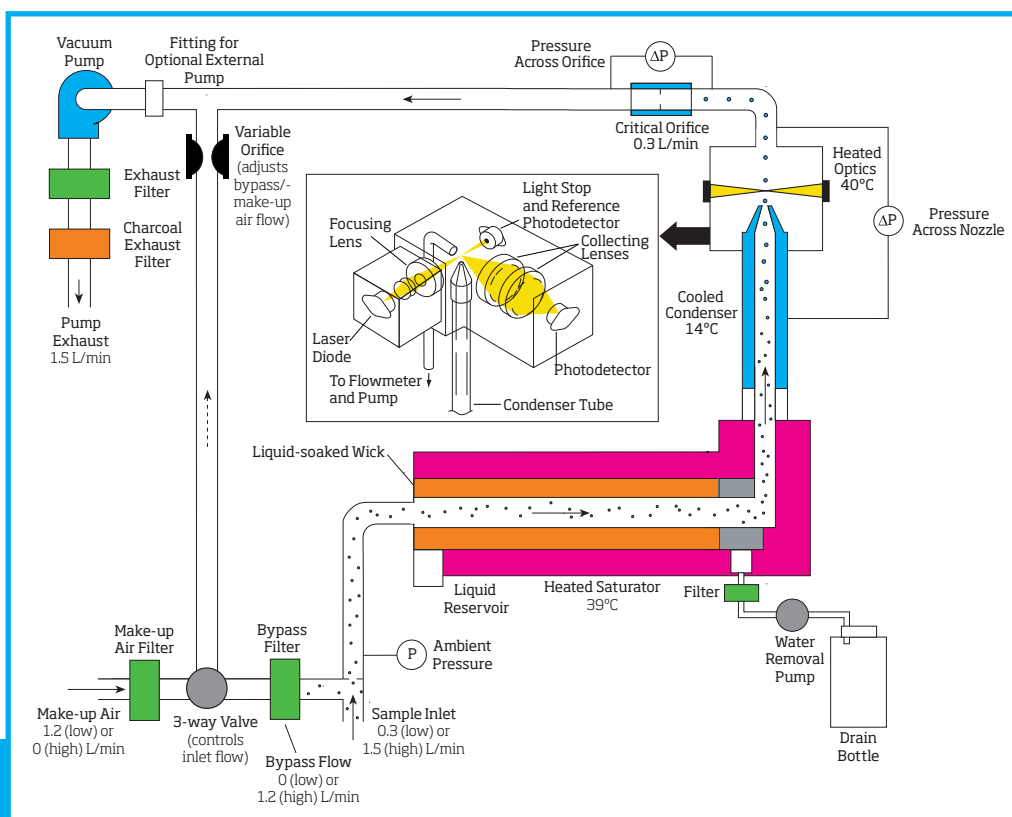 Vacuum
Pump
Fitting for
Optional External
Pump
Pressure
Across Orifice
ΔP
Critical Orifice
0.3 L/min
Variable
Orifice
(adjusts
bypass/-
make-up
air flow)
Exhaust
Filter
Charcoal
Exhaust
Filter
Pump
Exhaust
1.5 L/min
Heated
Optics
40°C
ΔP
Pressure
Across Nozzle
Light Stop
and Reference
Photodetector
Focusing
Lens
Collecting
Lenses
Laser
Diode
To Flowmeter
and Pump
Photodetector
Condenser Tube
Cooled
Condenser
14°C
Liquid-soaked Wick
Liquid
Reservoir
Heated Saturator
39°C
Filter
Water
Removal
Pump
Drain
Bottle
Make-up
Air Filter
Bypass
Filter
P
Ambient
Pressure
Make-up Air
1.2 (low) or
0 (high) L/min
3-way Valve
(controls
inlet flow)
Bypass Flow
0 (low) or
1.2 (high) L/min
Sample Inlet
0.3 (low) or
1.5 (high) L/min